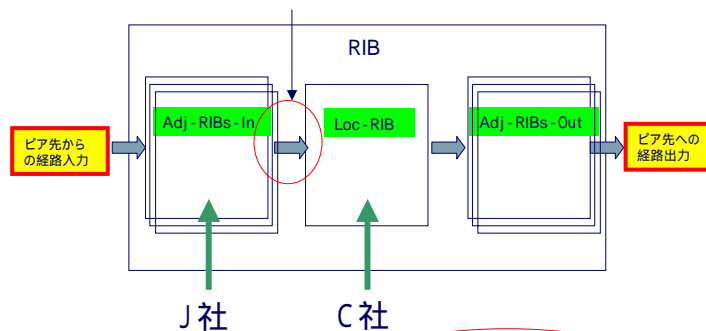 RIB
Adj-RIBs-In
Loc-RIB
Adj-RIBs-Out
ピア先から
の経路入力
ピア先への
経路出力
J社
C社